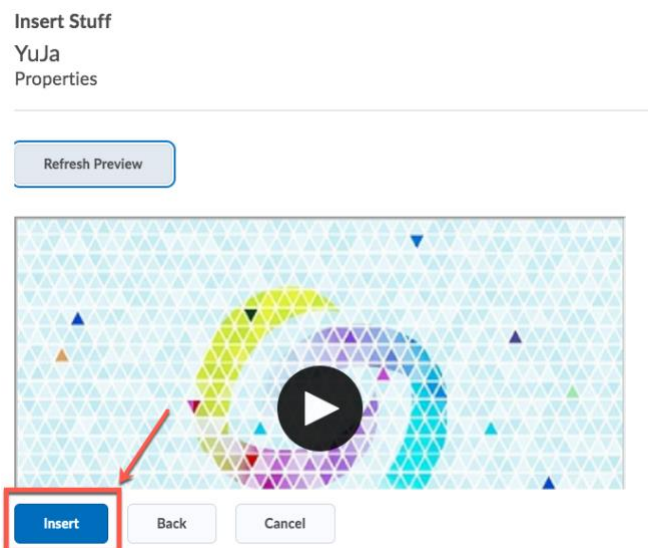 Insert Stuff
YuJa
Properties
Refresh Preview
Insert Back Cancel